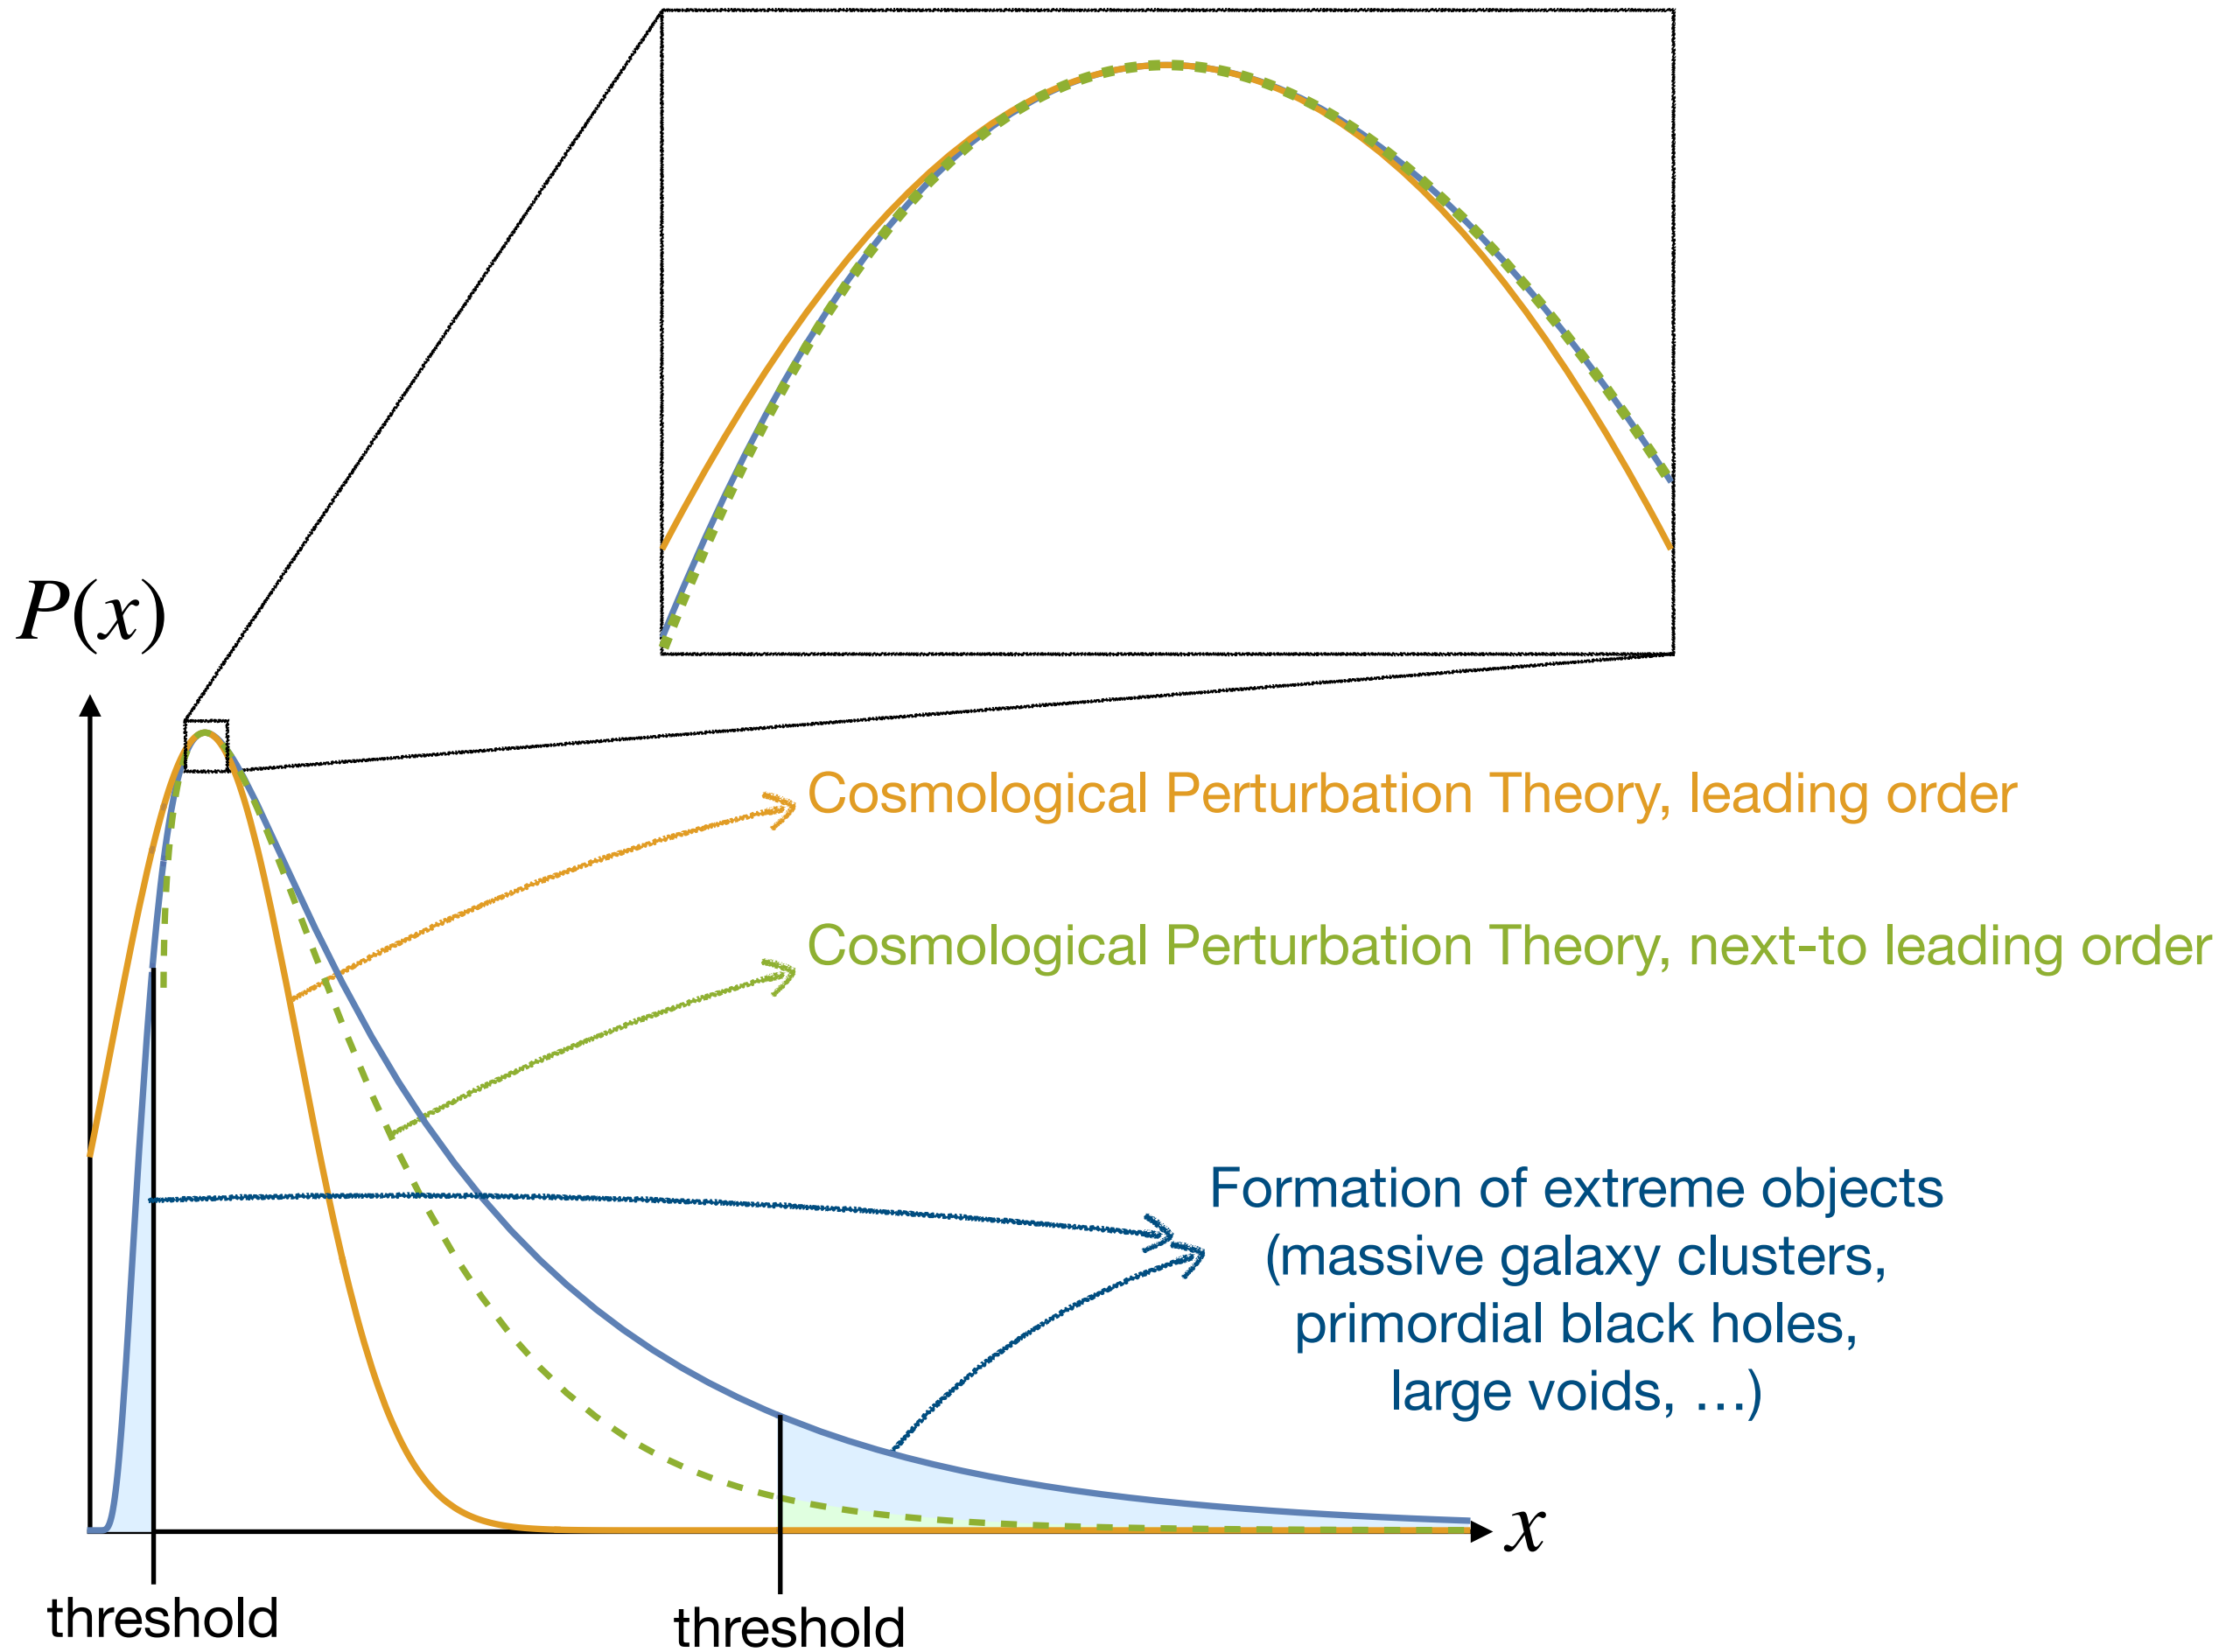 P(x)
Cosmological Perturbation Theory, leading order
Cosmological Perturbation Theory, next-to leading order
Formation of extreme objects
(massive galaxy clusters,
primordial black holes,
large voids, …)
x
threshold
threshold